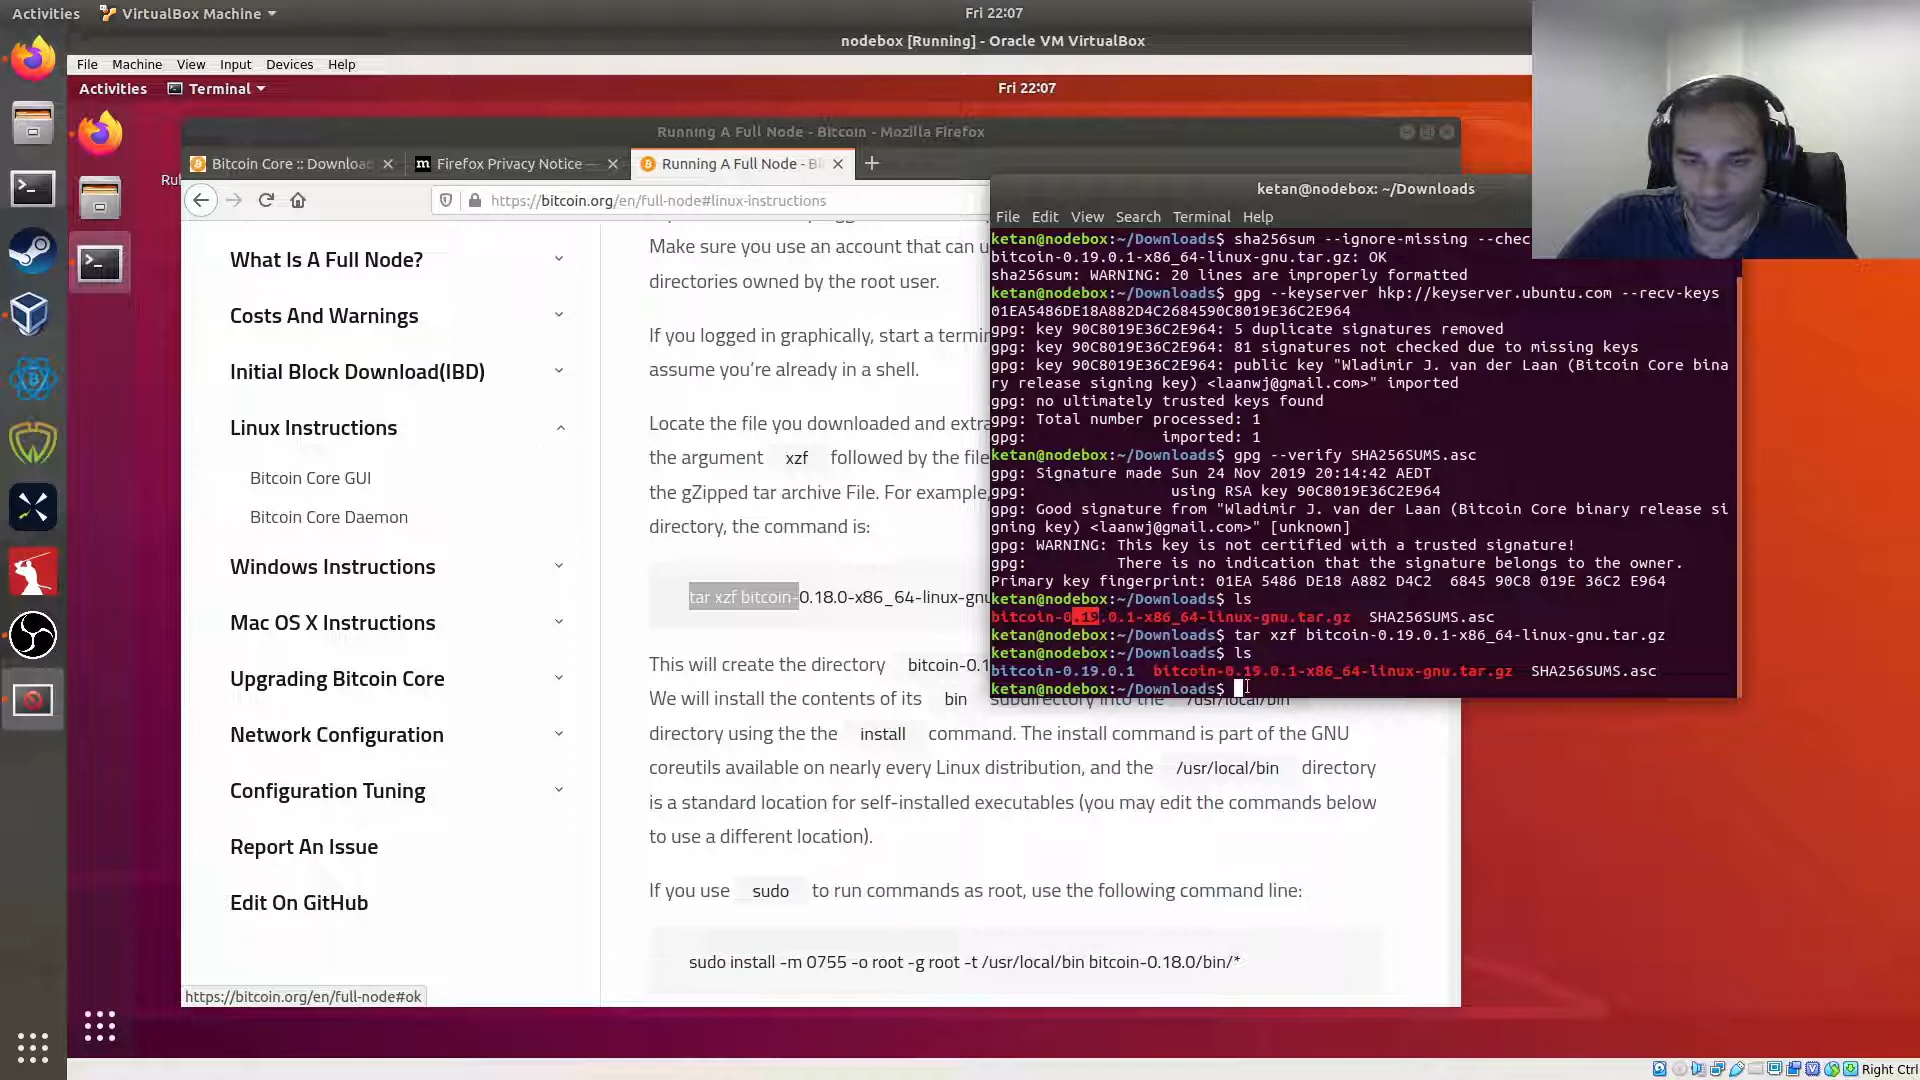 Activities
VirtualBox Machine
Fri 22:07
nodebox [Running] - Oracle VM VirtualBox
File Machine View Input Devices Help
Activities
Terminal
Fri 22:07
Running A Full Node - Bitcoin - Mozilla Firefox
Bitcoin Core :: Downloa
Firefox Privacy Notice
Running A Full Node - Bi
https://bitcoin.org/en/full-node#linux-instructions
What Is A Full Node?
Costs And Warnings
Initial Block Download(IBD)
Linux Instructions
Bitcoin Core GUI
Bitcoin Core Daemon
Windows Instructions
Mac OS X Instructions
Upgrading Bitcoin Core
Network Configuration
Configuration Tuning
Report An Issue
Edit On GitHub
https://bitcoin.org/en/full-node#ok
Make sure you use an account that can u
directories owned by the root user.
If you logged in graphically, start a termin
assume you’re already in a shell.
Locate the file you downloaded and extra
the argument xzf followed by the file
the gZipped tar archive File. For example,
directory, the command is:
tar xzf bitcoin-0.18.0-x86_64-linux-gnu
This will create the directory bitcoin-0.1
We will install the contents of its bin subdirectory into the /usr/local/bin
directory using the the install command. The install command is part of the GNU
coreutils available on nearly every Linux distribution, and the /usr/local/bin directory
is a standard location for self-installed executables (you may edit the commands below
to use a different location).
If you use sudo to run commands as root, use the following command line:
sudo install -m 0755 -o root -g root -t /usr/local/bin bitcoin-0.18.0/bin/*
ketan@nodebox: ~/Downloads
File Edit View Search Terminal Help
ketan@nodebox:~/Downloads$ sha256sum --ignore-missing --chec
bitcoin-0.19.0.1-x86_64-linux-gnu.tar.gz: OK
sha256sum: WARNING: 20 lines are improperly formatted
ketan@nodebox:~/Downloads$ gpg --keyserver hkp://keyserver.ubuntu.com --recv-keys
01EA5486DE18A882D4C2684590C8019E36C2E964
gpg: key 90C8019E36C2E964: 5 duplicate signatures removed
gpg: key 90C8019E36C2E964: 81 signatures not checked due to missing keys
gpg: key 90C8019E36C2E964: public key "Wladimir J. van der Laan (Bitcoin Core bina
ry release signing key) <laanwj@gmail.com>" imported
gpg: no ultimately trusted keys found
gpg: Total number processed: 1
gpg: imported: 1
ketan@nodebox:~/Downloads$ gpg --verify SHA256SUMS.asc
gpg: Signature made Sun 24 Nov 2019 20:14:42 AEDT
gpg: using RSA key 90C8019E36C2E964
gpg: Good signature from "Wladimir J. van der Laan (Bitcoin Core binary release si
gning key) <laanwj@gmail.com>" [unknown]
gpg: WARNING: This key is not certified with a trusted signature!
gpg: There is no indication that the signature belongs to the owner.
Primary key fingerprint: 01EA 5486 DE18 A882 D4C2 6845 90C8 019E 36C2 E964
ketan@nodebox:~/Downloads$ ls
bitcoin-0.19.0.1-x86_64-linux-gnu.tar.gz SHA256SUMS.asc
ketan@nodebox:~/Downloads$ tar xzf bitcoin-0.19.0.1-x86_64-linux-gnu.tar.gz
ketan@nodebox:~/Downloads$ ls
bitcoin-0.19.0.1 bitcoin-0.19.0.1-x86_64-linux-gnu.tar.gz SHA256SUMS.asc
ketan@nodebox:~/Downloads$
Right Ctrl